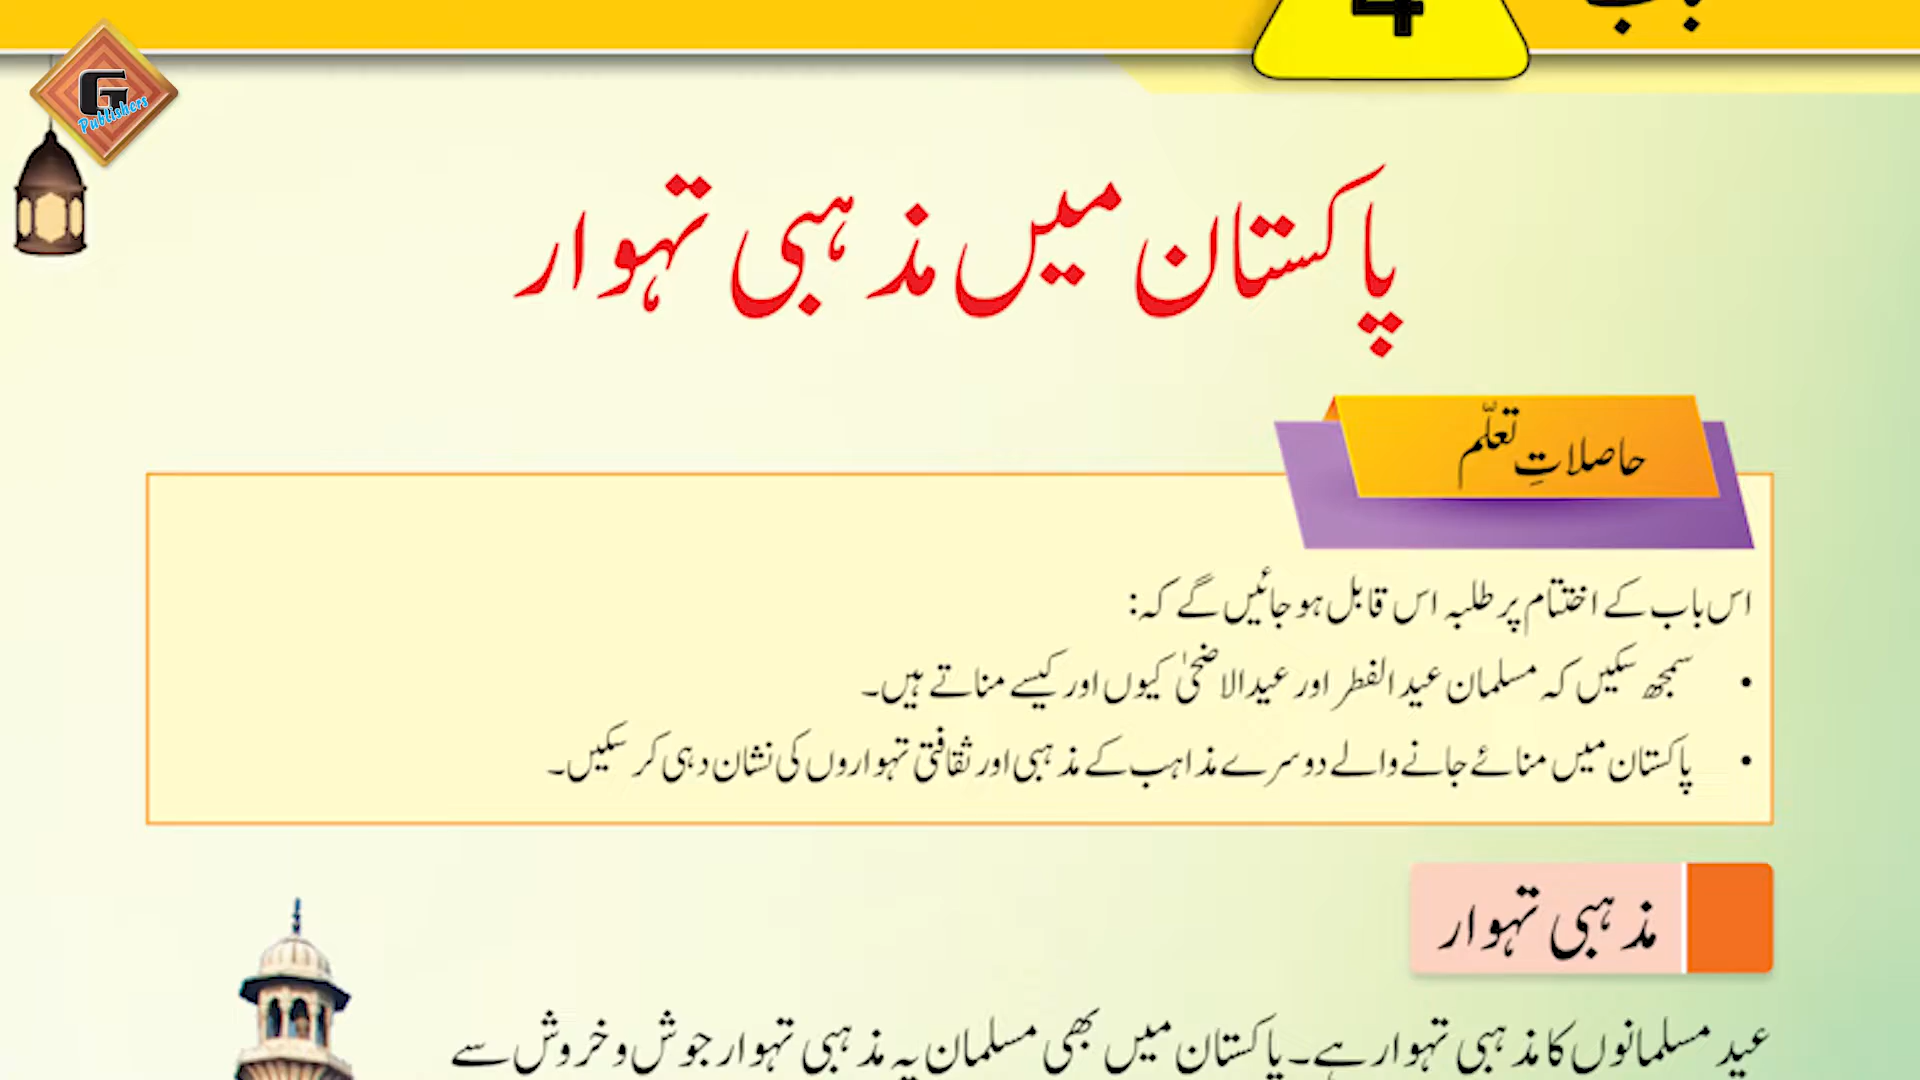 باب
4
G
Publishers
پاکستان میں مذہبی تہوار
حاصلاتِ تعلّم
اس باب کے اختتام پر طلبہ اس قابل ہو جائیں گے کہ:
• سمجھ سکیں کہ مسلمان عید الفطر اور عیدالاضحیٰ کیوں اور کیسے مناتے ہیں۔
• پاکستان میں منائے جانے والے دوسرے مذاہب کے مذہبی اور ثقافتی تہواروں کی نشان دہی کر سکیں۔
مذہبی تہوار
عید مسلمانوں کا مذہبی تہوار ہے۔ پاکستان میں بھی مسلمان یہ مذہبی تہوار جوش و خروش سے